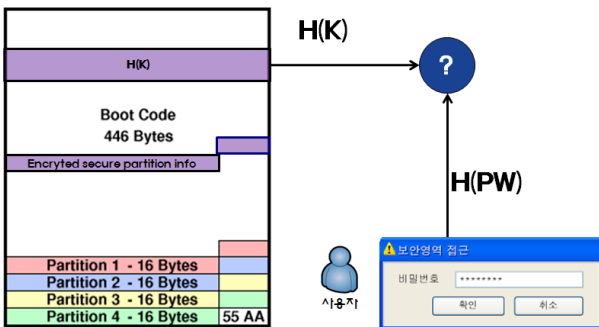 H(K)
H(K)
?
Boot Code
446 Bytes
Encryted secure partition info
H(PW)
보안영역 접근
비밀번호 ********
확인 취소
사용자
Partition 1 - 16 Bytes
Partition 2 - 16 Bytes
Partition 3 - 16 Bytes
Partition 4 - 16 Bytes 55 AA